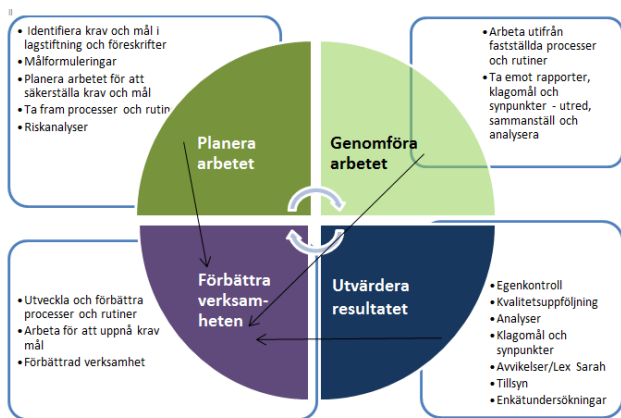 • Identifiera krav och mål i
lagstiftning och föreskrifter
• Målformuleringar
• Planera arbetet för att
säkerställa krav och mål
• Ta fram processer och rutin
• Riskanalyser
Planera
arbetet
Genomföra
arbetet
• Arbeta utifrån
fastställda processer
och rutiner
• Ta emot rapporter,
klagomål och
synpunkter - utred,
sammanställ och
analysera
• Utveckla och förbättra
processer och rutiner
• Arbeta för att uppnå krav
mål
• Förbättrad verksamhet
Förbättra
verksam-
heten
Utvärdera
resultatet
• Egenkontroll
• Kvalitetsuppföljning
• Analyser
• Klagomål och
synpunkter
• Avvikelser/Lex Sarah
• Tillsyn
• Enkätundersökningar